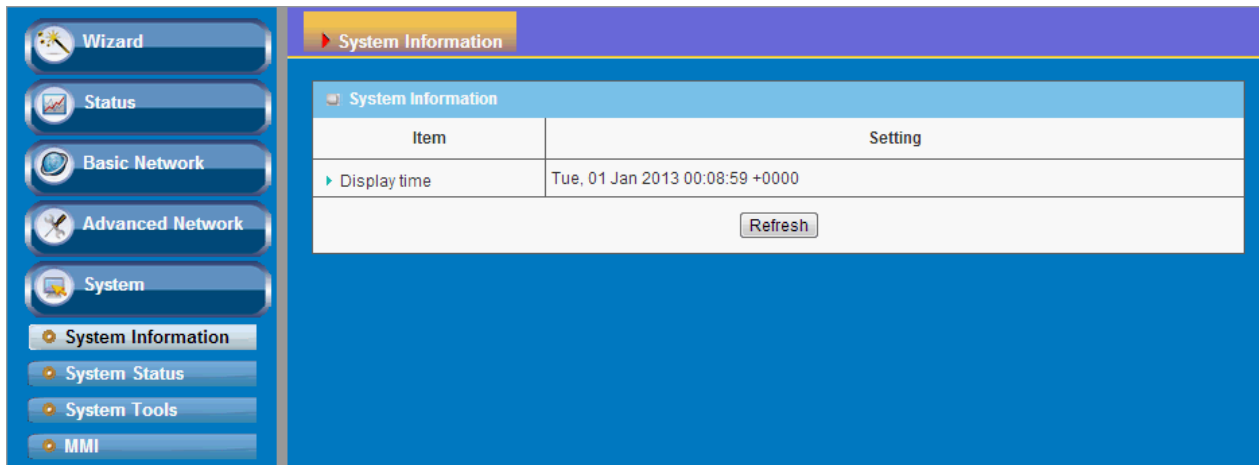 Wizard
Status
Basic Network
Advanced Network
System
System Information
System Status
System Tools
MMI
System Information
System Information
Item Setting
Display time Tue, 01 Jan 2013 00:08:59 +0000
Refresh